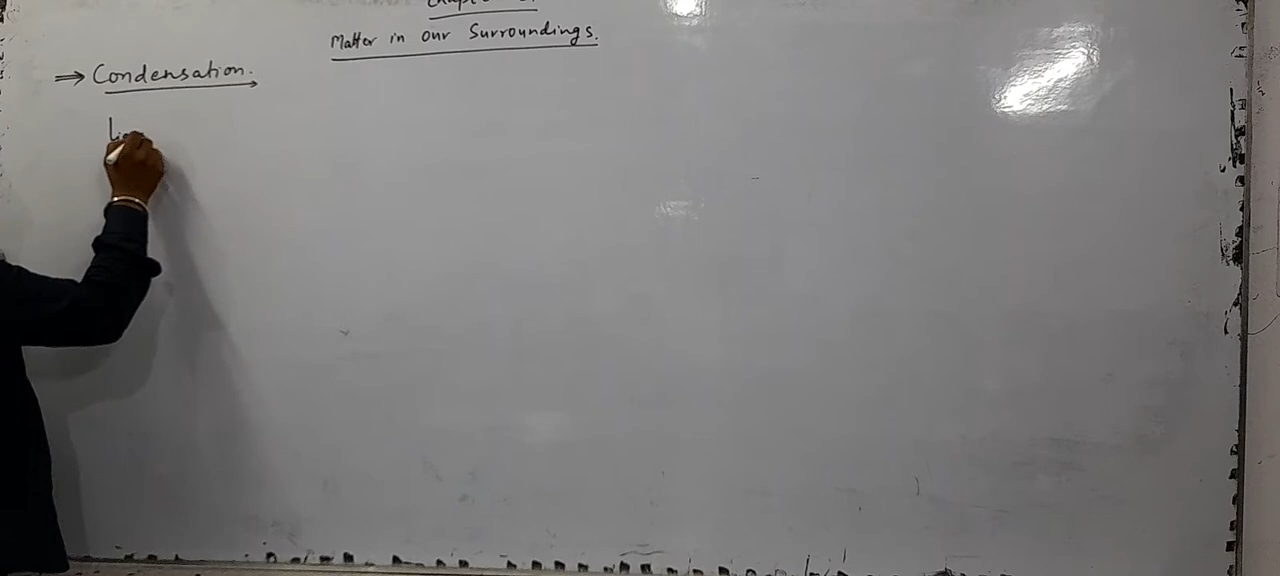 Matter in our Surroundings.
⇒ Condensation.